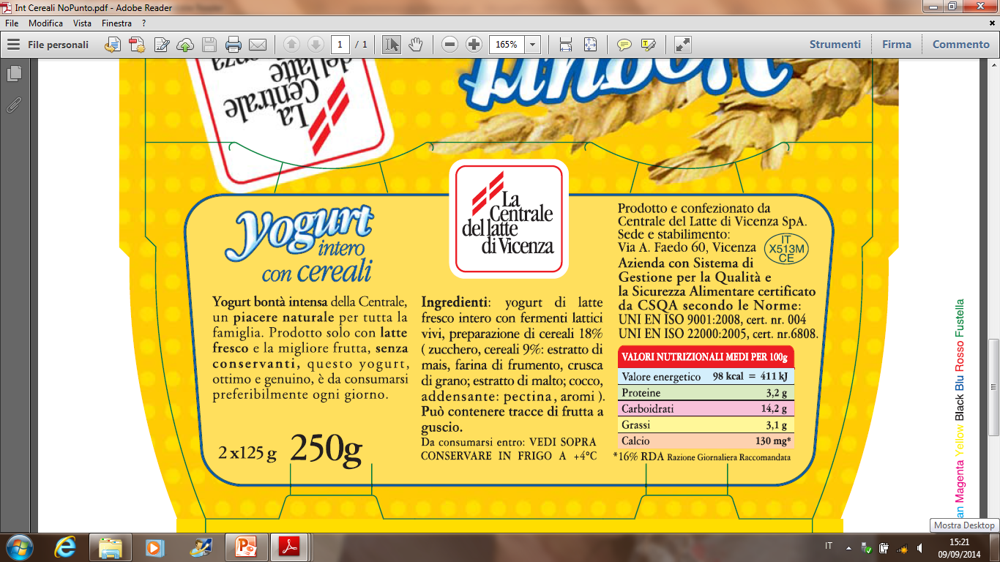 Int Cereali NoPunto.pdf - Adobe Reader
File Modifica Vista Finestra ?
File personali 1 / 1 165% Strumenti Firma Commento
La
Centrale
del latte
Yogurt
La
Centrale
del latte
di Vicenza
yogurt
intero
con cereali
Yogurt bontà intensa della Centrale,
un piacere naturale per tutta la
famiglia. Prodotto solo con latte
fresco e la migliore frutta, senza
conservanti, questo yogurt,
ottimo e genuino, è da consumarsi
preferibilmente ogni giorno.
2 x125 g 250g
Ingredienti: yogurt di latte
fresco intero con fermenti lattici
vivi, preparazione di cereali 18%
( zucchero, cereali 9%: estratto di
mais, farina di frumento, crusca
di grano; estratto di malto; cocco,
addensante: pectina, aromi ).
Può contenere tracce di frutta a
guscio.
Da consumarsi entro: VEDI SOPRA
CONSERVARE IN FRIGO A +4°C
Prodotto e confezionato da
Centrale del Latte di Vicenza SpA.
Sede e stabilimento:
Via A. Faedo 60, Vicenza
IT
X513M
CE
Azienda con Sistema di
Gestione per la Qualità e
la Sicurezza Alimentare certificato
da CSQA secondo le Norme:
UNI EN ISO 9001:2008, cert. nr. 004
UNI EN ISO 22000:2005, cert. nr.6808.
VALORI NUTRIZIONALI MEDI PER 100g
Valore energetico 98 kcal = 411 kJ
Proteine 3,2 g
Carboidrati 14,2 g
Grassi 3,1 g
Calcio 130 mg*
*16% RDA Razione Giornaliera Raccomandata
an Magenta Yellow Black Blu Rosso Fustella
Mostra Desktop
IT
15:21
09/09/2014